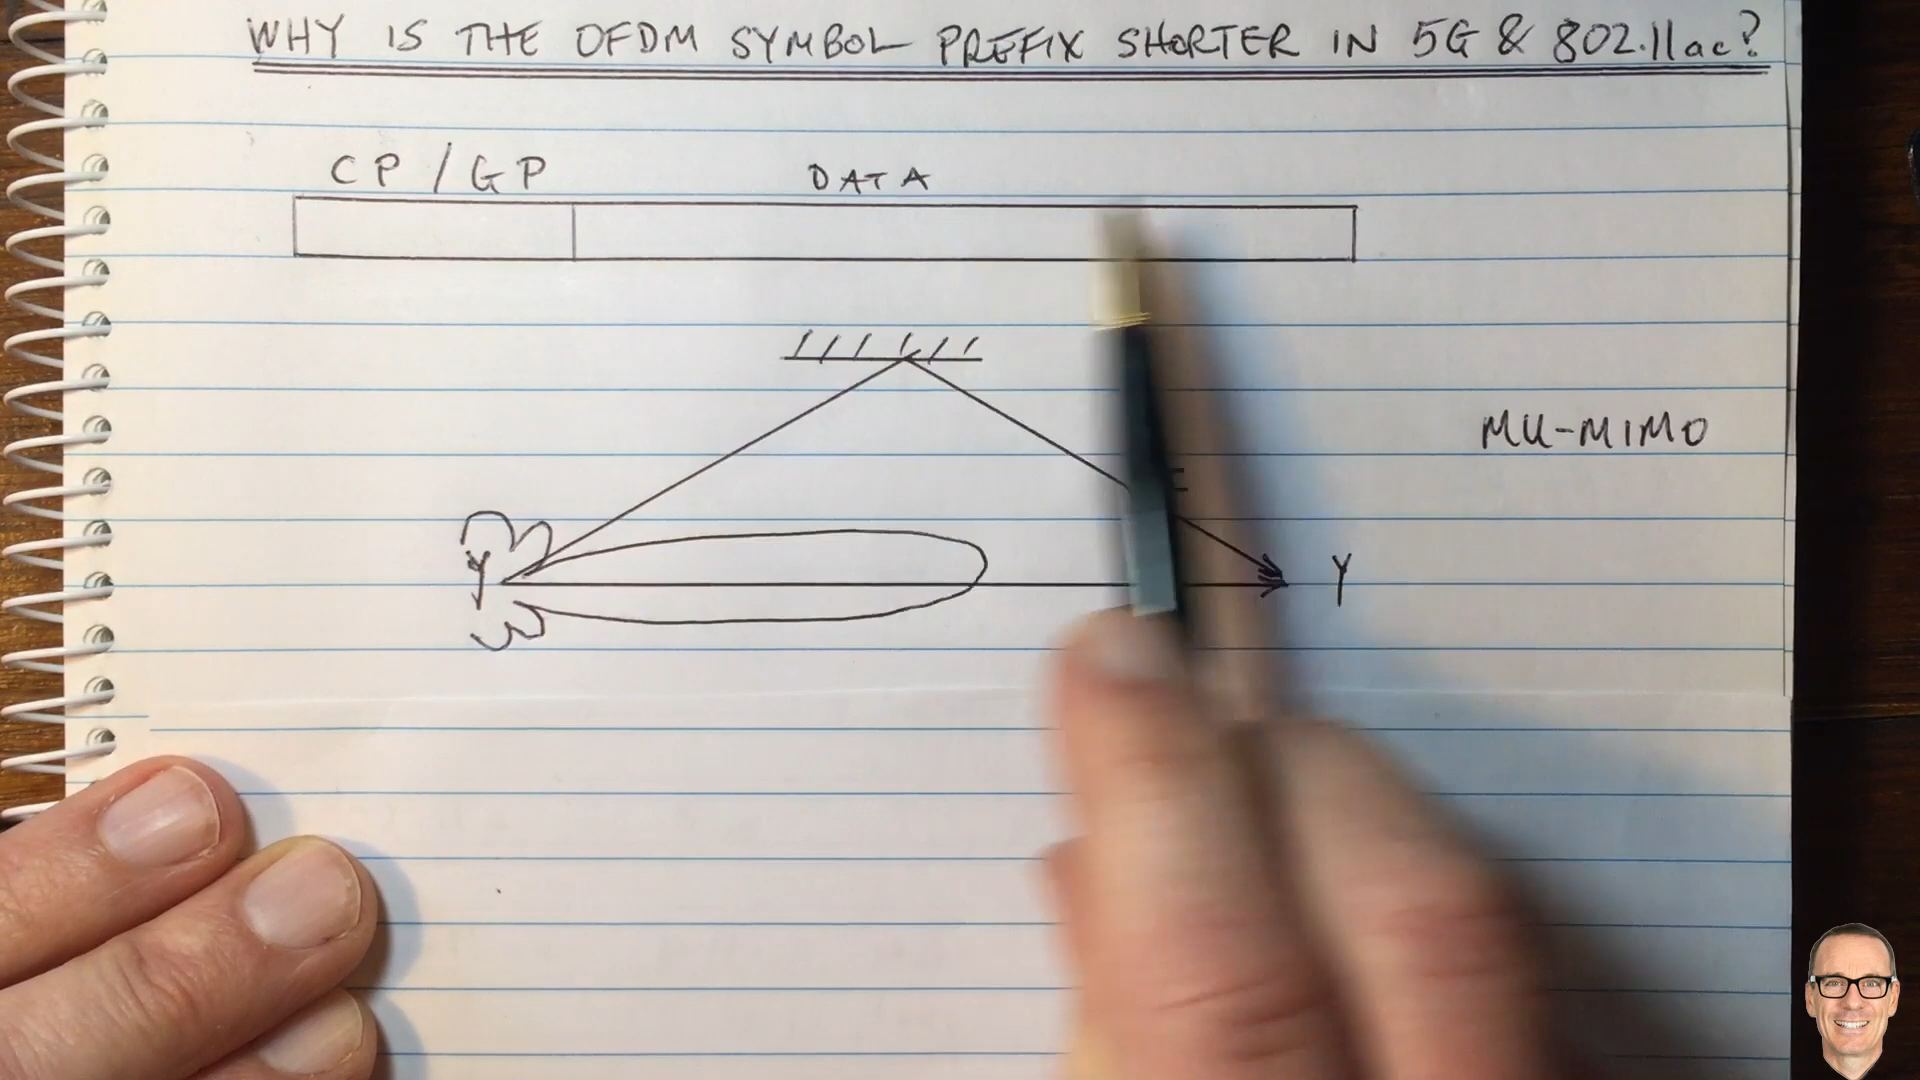 WHY IS THE OFDM SYMBOL PREFIX SHORTER IN 5G & 802.11ac?
CP/GP DATA
MU-MIMO
Y Y